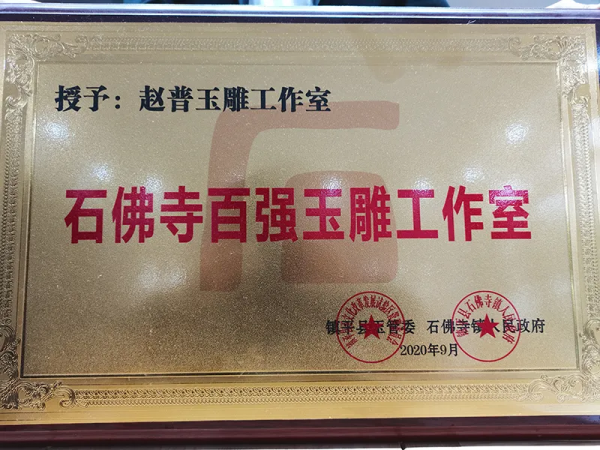 授予：赵普玉雕工作室
石佛寺百强玉雕工作室
镇平县玉管委 石佛寺镇人民政府
2020年9月